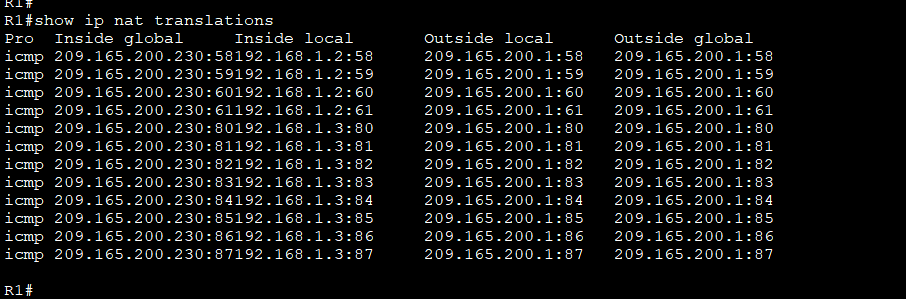 R1#
R1#show ip nat translations
Pro  Inside global     Inside local       Outside local      Outside global
icmp 209.165.200.230:58192.168.1.2:58     209.165.200.1:58   209.165.200.1:58
icmp 209.165.200.230:59192.168.1.2:59     209.165.200.1:59   209.165.200.1:59
icmp 209.165.200.230:60192.168.1.2:60     209.165.200.1:60   209.165.200.1:60
icmp 209.165.200.230:61192.168.1.2:61     209.165.200.1:61   209.165.200.1:61
icmp 209.165.200.230:80192.168.1.3:80     209.165.200.1:80   209.165.200.1:80
icmp 209.165.200.230:81192.168.1.3:81     209.165.200.1:81   209.165.200.1:81
icmp 209.165.200.230:82192.168.1.3:82     209.165.200.1:82   209.165.200.1:82
icmp 209.165.200.230:83192.168.1.3:83     209.165.200.1:83   209.165.200.1:83
icmp 209.165.200.230:84192.168.1.3:84     209.165.200.1:84   209.165.200.1:84
icmp 209.165.200.230:85192.168.1.3:85     209.165.200.1:85   209.165.200.1:85
icmp 209.165.200.230:86192.168.1.3:86     209.165.200.1:86   209.165.200.1:86
icmp 209.165.200.230:87192.168.1.3:87     209.165.200.1:87   209.165.200.1:87
R1#